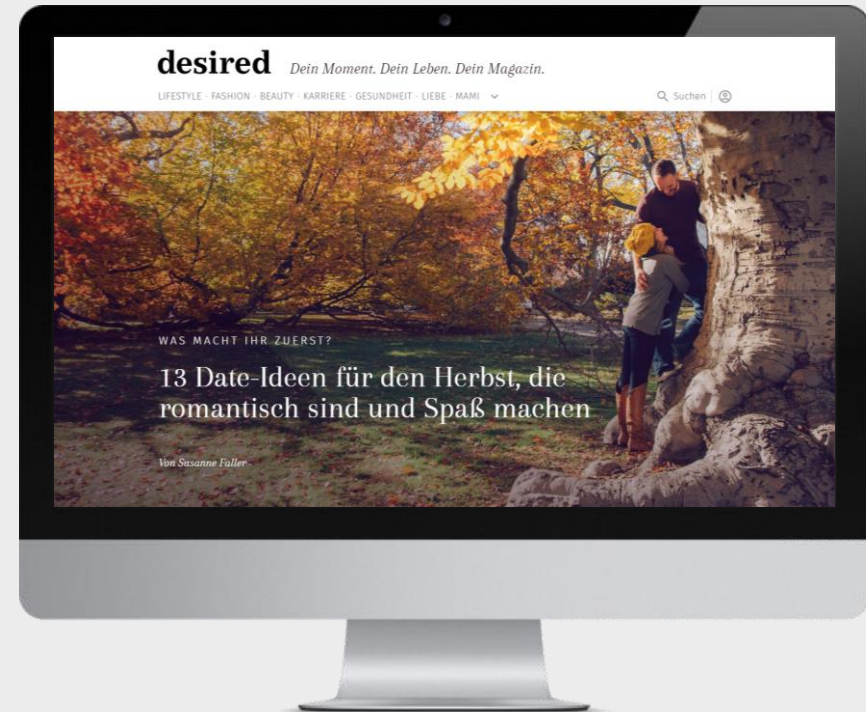 desired Dein Moment. Dein Leben. Dein Magazin.
LIFESTYLE · FASHION · BEAUTY · KARRIERE · GESUNDHEIT · LIEBE · MAMI
Suchen
WAS MACHT IHR ZUERST?
13 Date-Ideen für den Herbst, die
romantisch sind und Spaß machen
Von Susanne Faller